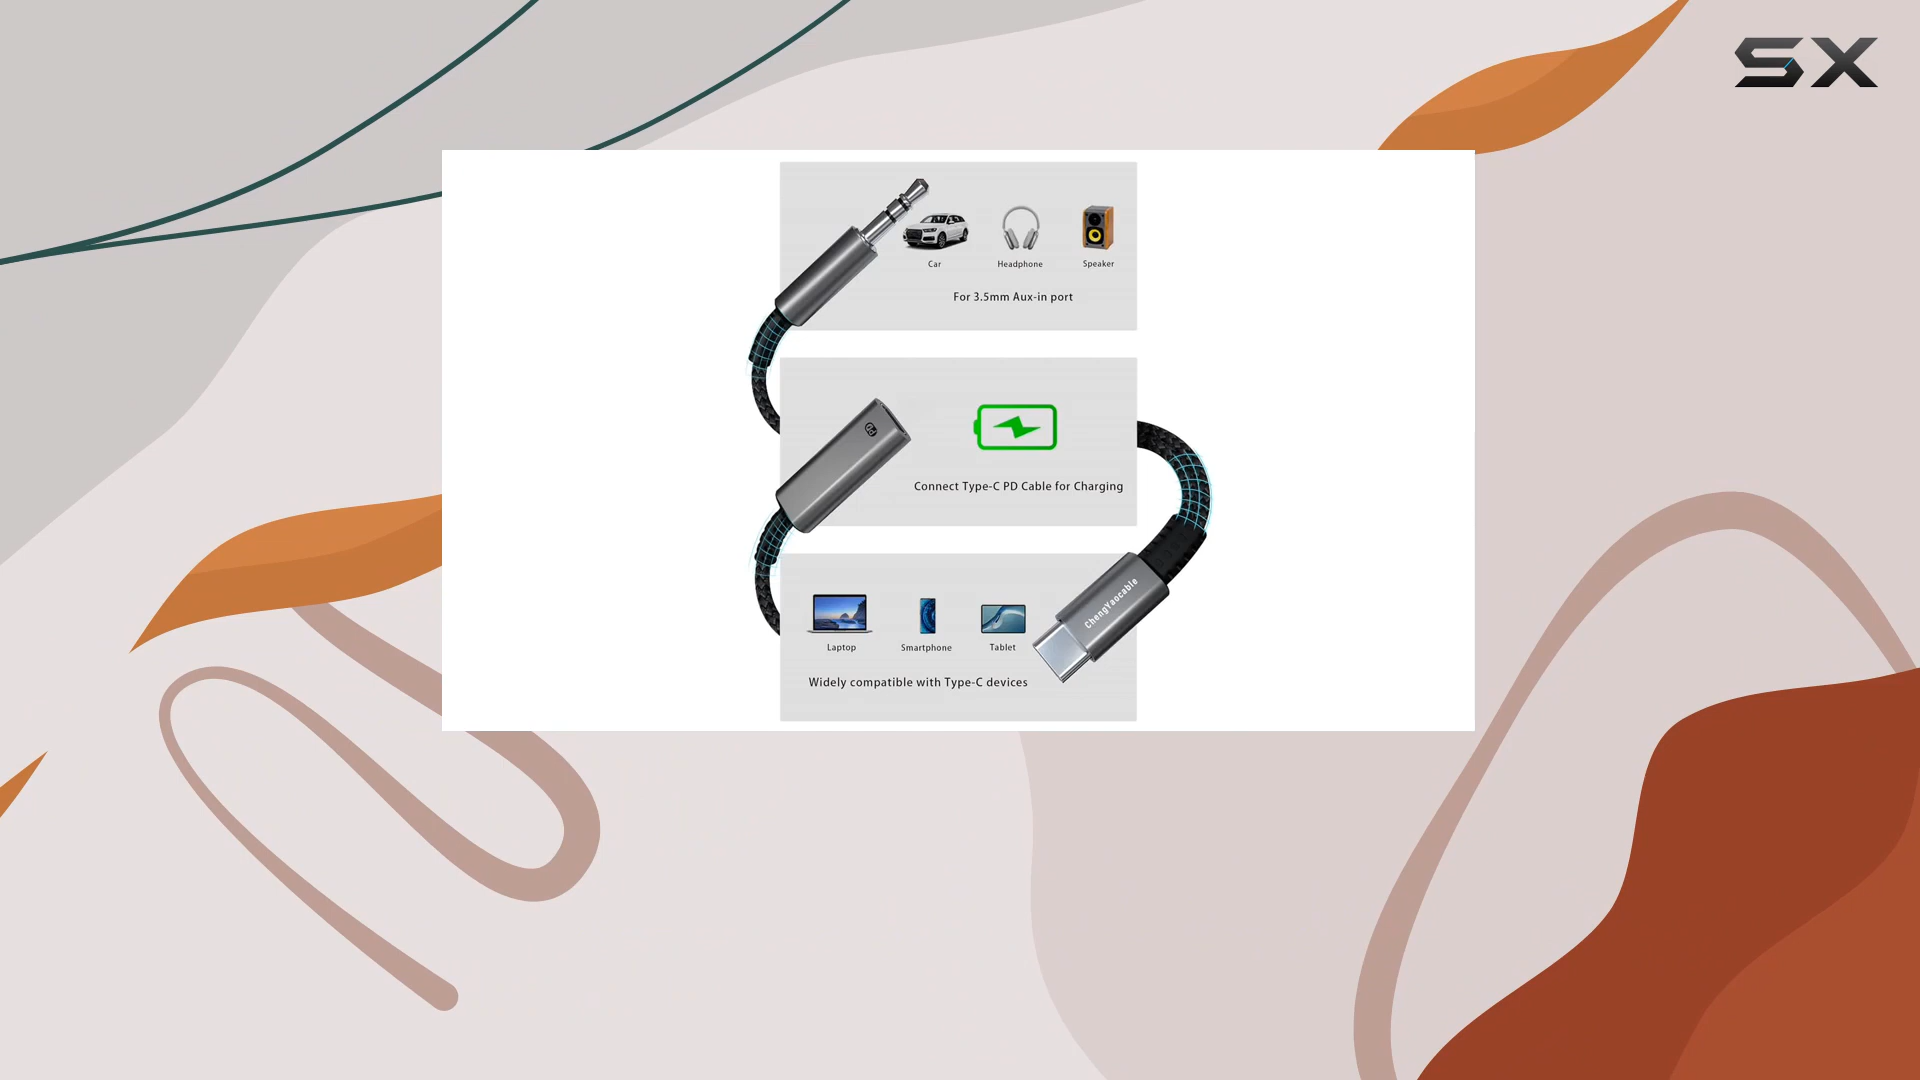 SX
Car Headphone Speaker
For 3.5mm Aux-in port
Connect Type-C PD Cable for Charging
ChengYaocable
Laptop Smartphone Tablet
Widely compatible with Type-C devices